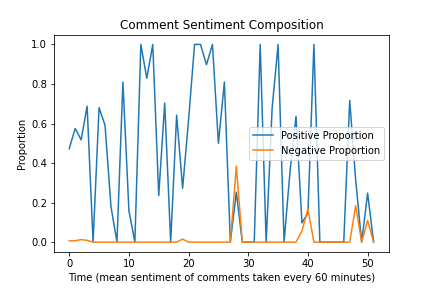 Comment Sentiment Composition
1.0
0.8
0.6
0.4
0.2
0.0
Proportion
Positive Proportion
Negative Proportion
0 10 20 30 40 50
Time (mean sentiment of comments taken every 60 minutes)